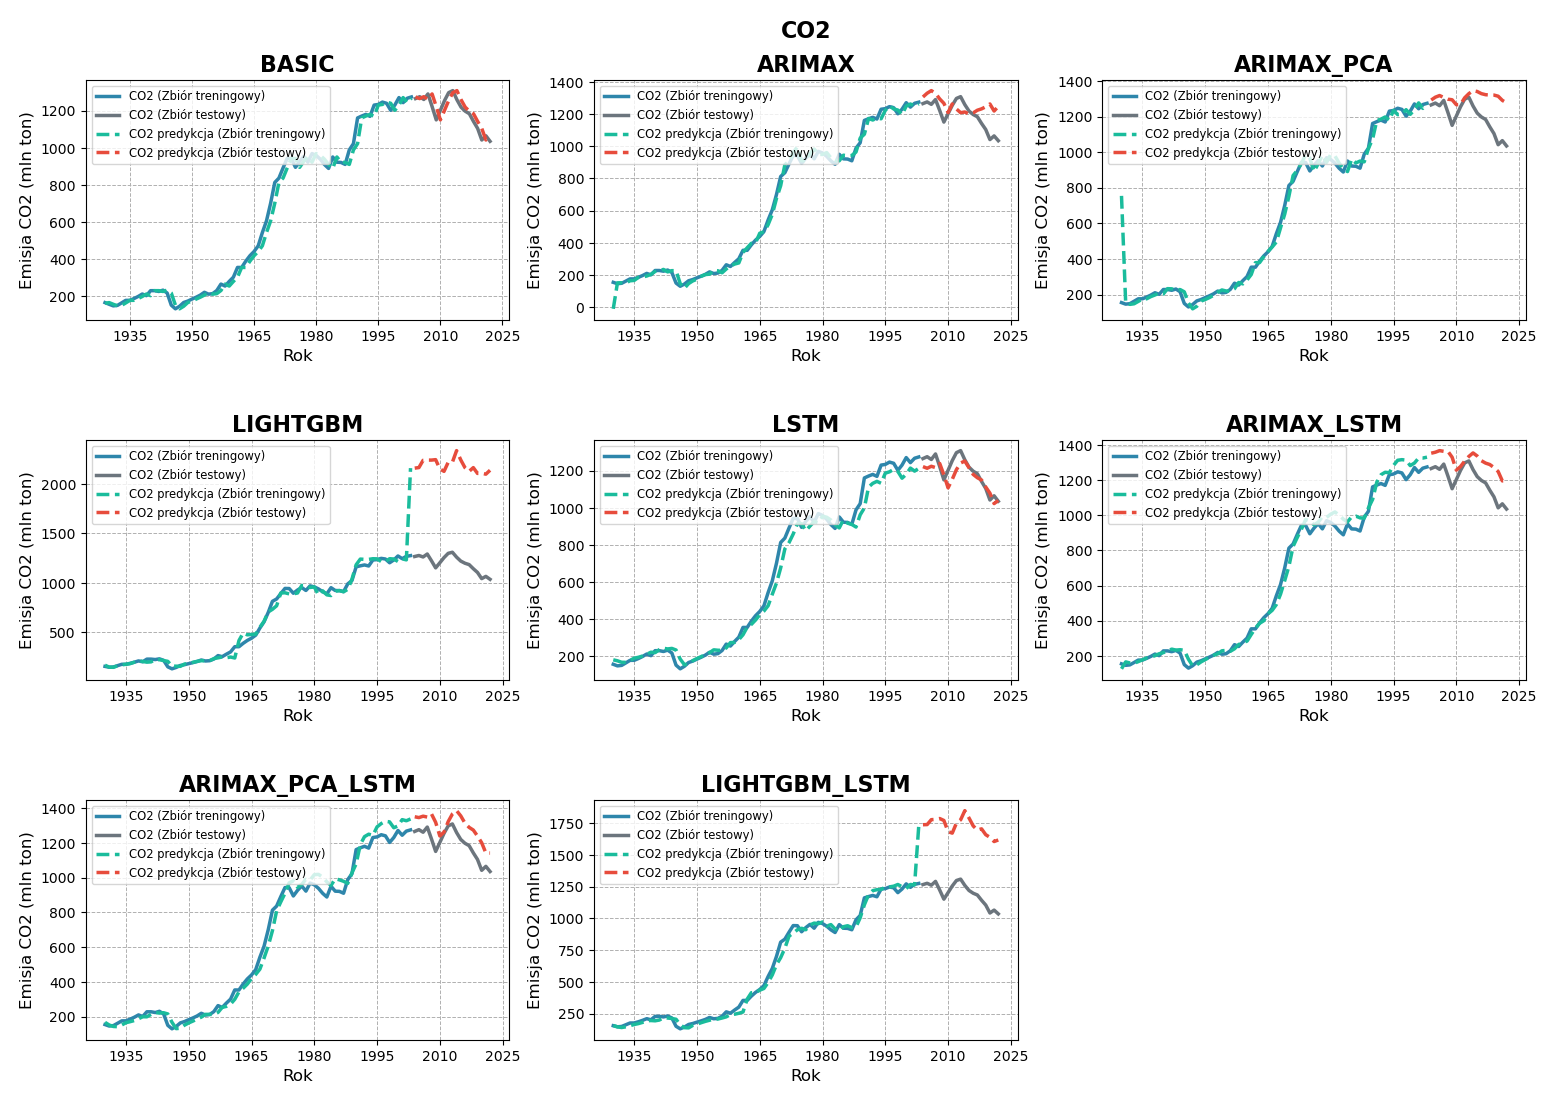 CO2
BASIC
Emisja CO2 (mln ton)
1200
1000
800
600
400
200
CO2 (Zbiór treningowy)
CO2 (Zbiór testowy)
CO2 predykcja (Zbiór treningowy)
CO2 predykcja (Zbiór testowy)
1935 1950 1965 1980 1995 2010 2025
Rok
ARIMAX
Emisja CO2 (mln ton)
1400
1200
1000
800
600
400
200
0
CO2 (Zbiór treningowy)
CO2 (Zbiór testowy)
CO2 predykcja (Zbiór treningowy)
CO2 predykcja (Zbiór testowy)
1935 1950 1965 1980 1995 2010 2025
Rok
ARIMAX_PCA
Emisja CO2 (mln ton)
1400
1200
1000
800
600
400
200
CO2 (Zbiór treningowy)
CO2 (Zbiór testowy)
CO2 predykcja (Zbiór treningowy)
CO2 predykcja (Zbiór testowy)
1935 1950 1965 1980 1995 2010 2025
Rok
LIGHTGBM
Emisja CO2 (mln ton)
2000
1500
1000
500
CO2 (Zbiór treningowy)
CO2 (Zbiór testowy)
CO2 predykcja (Zbiór treningowy)
CO2 predykcja (Zbiór testowy)
1935 1950 1965 1980 1995 2010 2025
Rok
LSTM
Emisja CO2 (mln ton)
1200
1000
800
600
400
200
CO2 (Zbiór treningowy)
CO2 (Zbiór testowy)
CO2 predykcja (Zbiór treningowy)
CO2 predykcja (Zbiór testowy)
1935 1950 1965 1980 1995 2010 2025
Rok
ARIMAX_LSTM
Emisja CO2 (mln ton)
1400
1200
1000
800
600
400
200
CO2 (Zbiór treningowy)
CO2 (Zbiór testowy)
CO2 predykcja (Zbiór treningowy)
CO2 predykcja (Zbiór testowy)
1935 1950 1965 1980 1995 2010 2025
Rok
ARIMAX_PCA_LSTM
Emisja CO2 (mln ton)
1400
1200
1000
800
600
400
200
CO2 (Zbiór treningowy)
CO2 (Zbiór testowy)
CO2 predykcja (Zbiór treningowy)
CO2 predykcja (Zbiór testowy)
1935 1950 1965 1980 1995 2010 2025
Rok
LIGHTGBM_LSTM
Emisja CO2 (mln ton)
1750
1500
1250
1000
750
500
250
CO2 (Zbiór treningowy)
CO2 (Zbiór testowy)
CO2 predykcja (Zbiór treningowy)
CO2 predykcja (Zbiór testowy)
1935 1950 1965 1980 1995 2010 2025
Rok